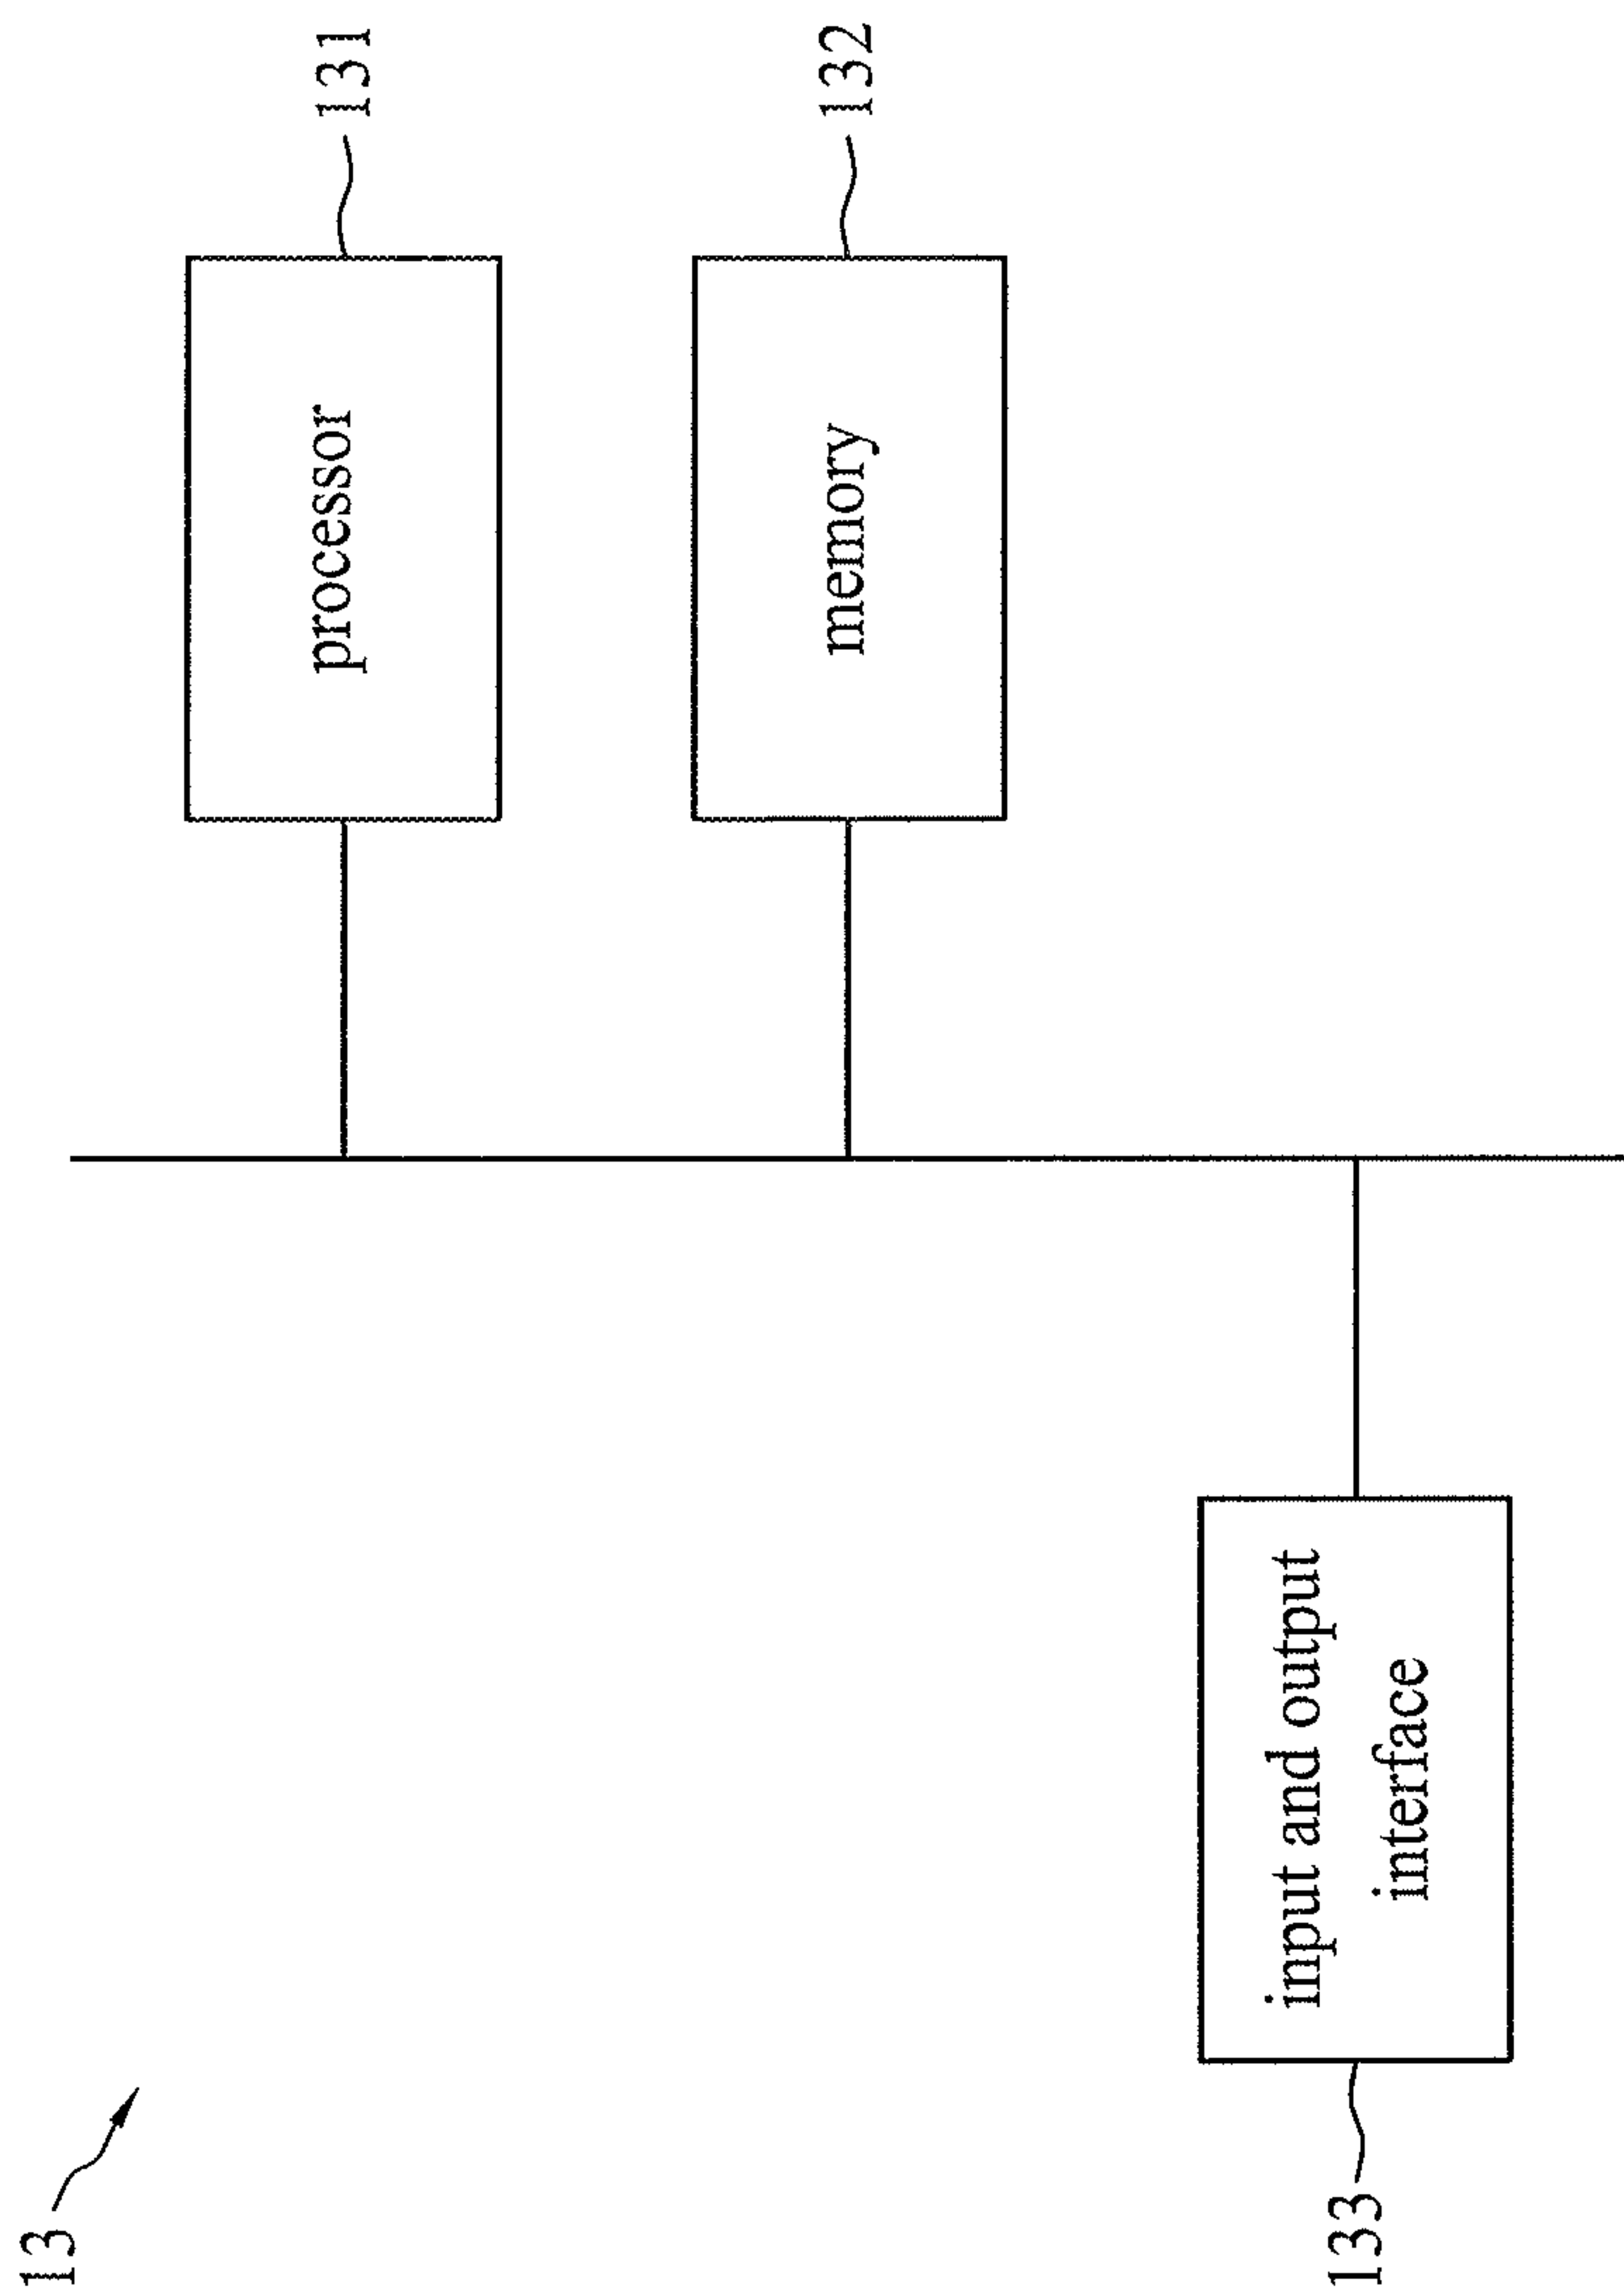 13
processor
131
memory
132
input and output
interface
133